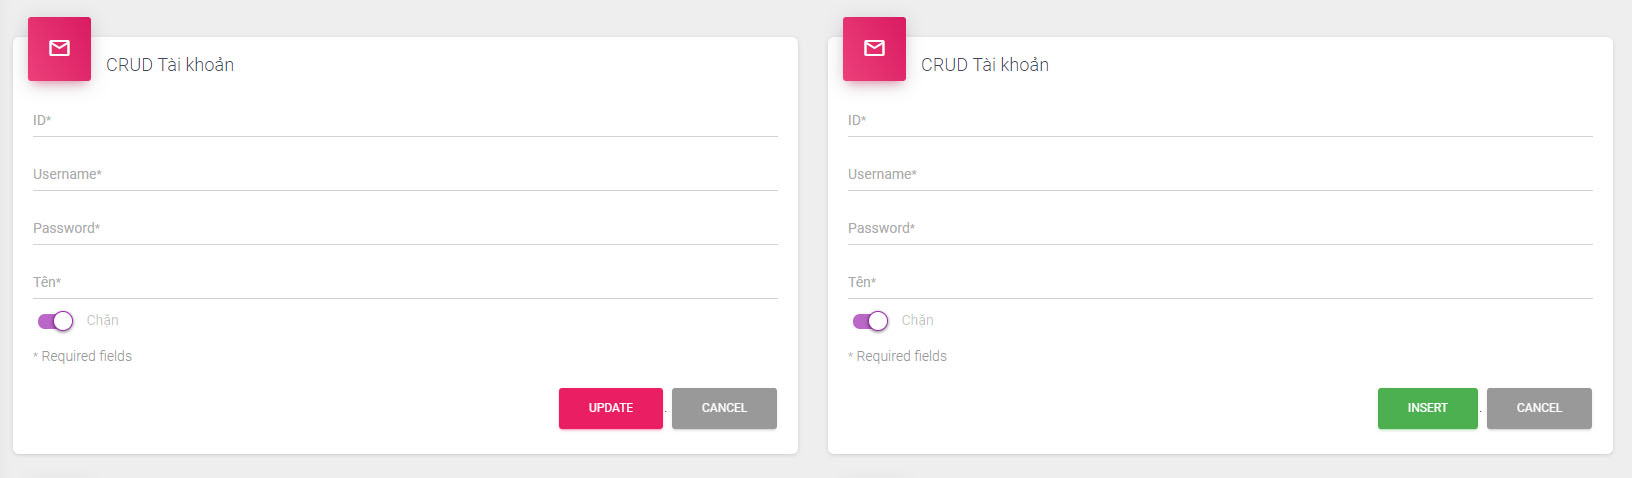 CRUD Tài khoản
ID*
Username*
Password*
Tên*
Chặn
* Required fields
UPDATE . CANCEL
CRUD Tài khoản
ID*
Username*
Password*
Tên*
Chặn
* Required fields
INSERT . CANCEL